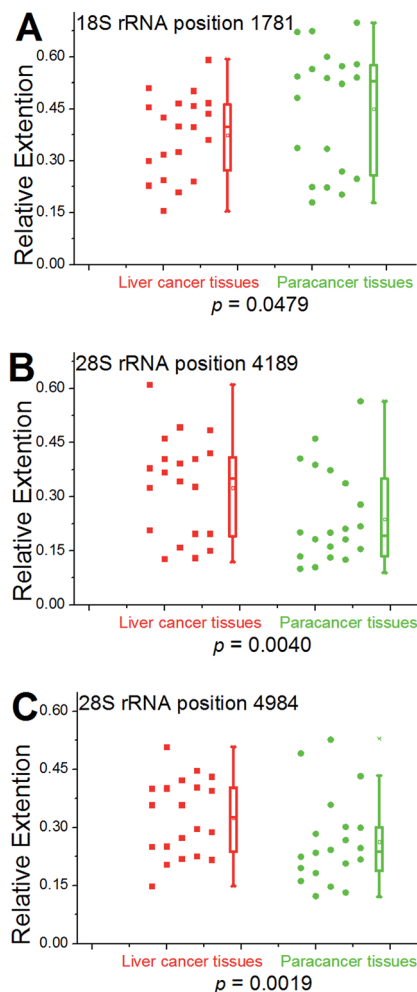 A
18S rRNA position 1781
Relative Extention
0.60
0.45
0.30
0.15
0.00
Liver cancer tissues Paracancer tissues
p = 0.0479
B
28S rRNA position 4189
Relative Extention
0.60
0.45
0.30
0.15
0.00
Liver cancer tissues Paracancer tissues
p = 0.0040
C
28S rRNA position 4984
Relative Extention
0.60
0.45
0.30
0.15
0.00
Liver cancer tissues Paracancer tissues
p = 0.0019